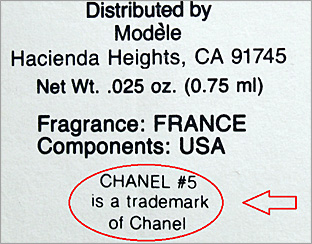 Distributed by
Modèle
Hacienda Heights, CA 91745
Net Wt. .025 oz. (0.75 ml)
Fragrance: FRANCE
Components: USA
CHANEL #5
is a trademark
of Chanel